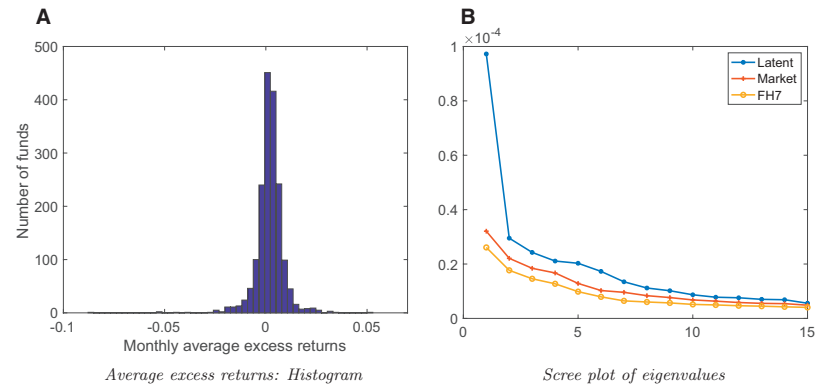 A
500
400
300
200
100
0
Number of funds
-0.1
-0.05
0
0.05
Monthly average excess returns
Average excess returns: Histogram
B
×10⁻⁴
1
0.8
0.6
0.4
0.2
0
0
5
10
15
Latent
Market
FH7
Scree plot of eigenvalues